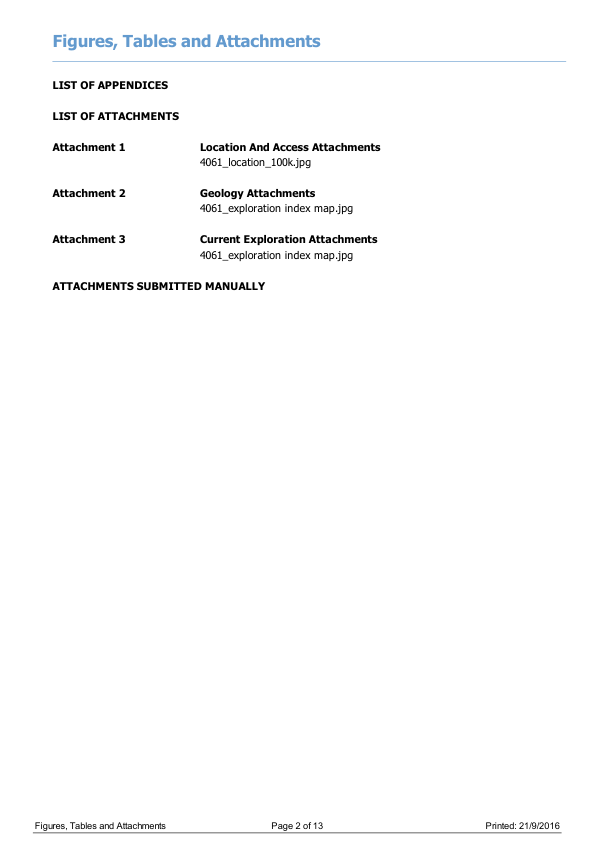 Figures, Tables and Attachments
LIST OF APPENDICES
LIST OF ATTACHMENTS
Attachment 1 Location And Access Attachments
4061_location_100k.jpg
Attachment 2 Geology Attachments
4061_exploration index map.jpg
Attachment 3 Current Exploration Attachments
4061_exploration index map.jpg
ATTACHMENTS SUBMITTED MANUALLY
Figures, Tables and Attachments Page 2 of 13 Printed: 21/9/2016